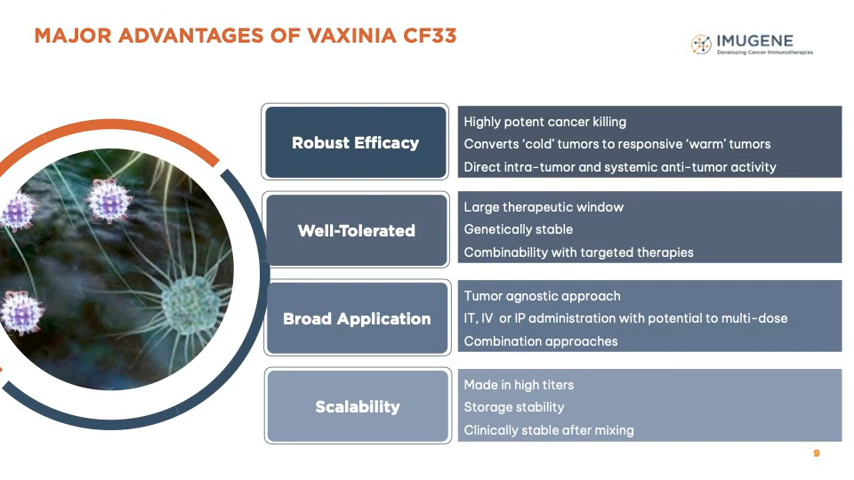 MAJOR ADVANTAGES OF VAXINIA CF33
IMUGENE
Developing Cancer Immunotherapies
Robust Efficacy
Highly potent cancer killing
Converts ‘cold’ tumors to responsive ‘warm’ tumors
Direct intra-tumor and systemic anti-tumor activity
Well-Tolerated
Large therapeutic window
Genetically stable
Combinability with targeted therapies
Broad Application
Tumor agnostic approach
IT, IV or IP administration with potential to multi-dose
Combination approaches
Scalability
Made in high titers
Storage stability
Clinically stable after mixing
9